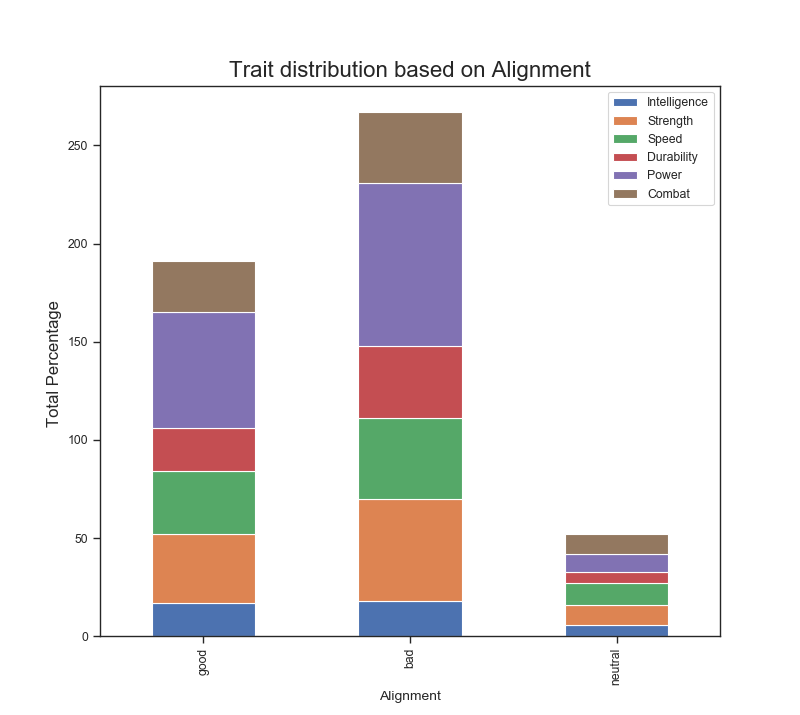 Trait distribution based on Alignment
Intelligence
Strength
Speed
Durability
Power
Combat
Total Percentage
250
200
150
100
50
0
good
bad
neutral
Alignment